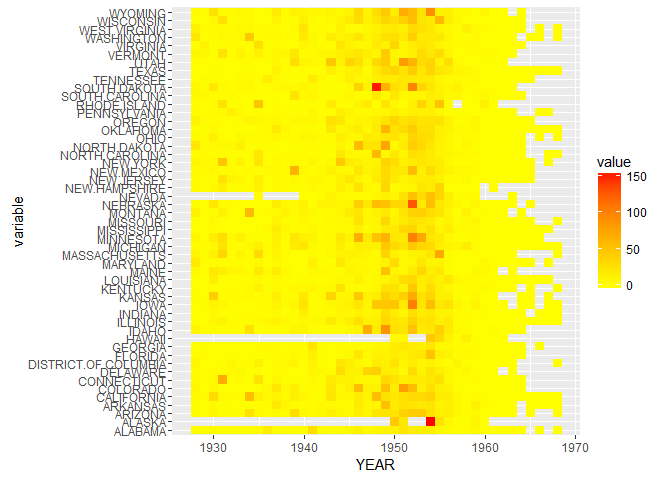 variable
WYOMING
WISCONSIN
WEST.VIRGINIA
WASHINGTON
VIRGINIA
VERMONT
UTAH
TEXAS
TENNESSEE
SOUTH.DAKOTA
SOUTH.CAROLINA
RHODE.ISLAND
PENNSYLVANIA
OREGON
OKLAHOMA
OHIO
NORTH.DAKOTA
NORTH.CAROLINA
NEW.YORK
NEW.MEXICO
NEW.JERSEY
NEW.HAMPSHIRE
NEVADA
NEBRASKA
MONTANA
MISSOURI
MISSISSIPPI
MINNESOTA
MICHIGAN
MASSACHUSETTS
MARYLAND
MAINE
LOUISIANA
KENTUCKY
KANSAS
IOWA
INDIANA
ILLINOIS
IDAHO
HAWAII
GEORGIA
FLORIDA
DISTRICT.OF.COLUMBIA
DELAWARE
CONNECTICUT
COLORADO
CALIFORNIA
ARKANSAS
ARIZONA
ALASKA
ALABAMA
1930 1940 1950 1960 1970
YEAR
value
150
100
50
0